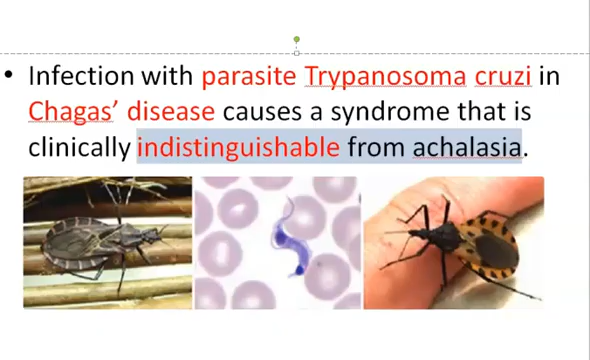 • Infection with parasite Trypanosoma cruzi in
Chagas’ disease causes a syndrome that is
clinically indistinguishable from achalasia.